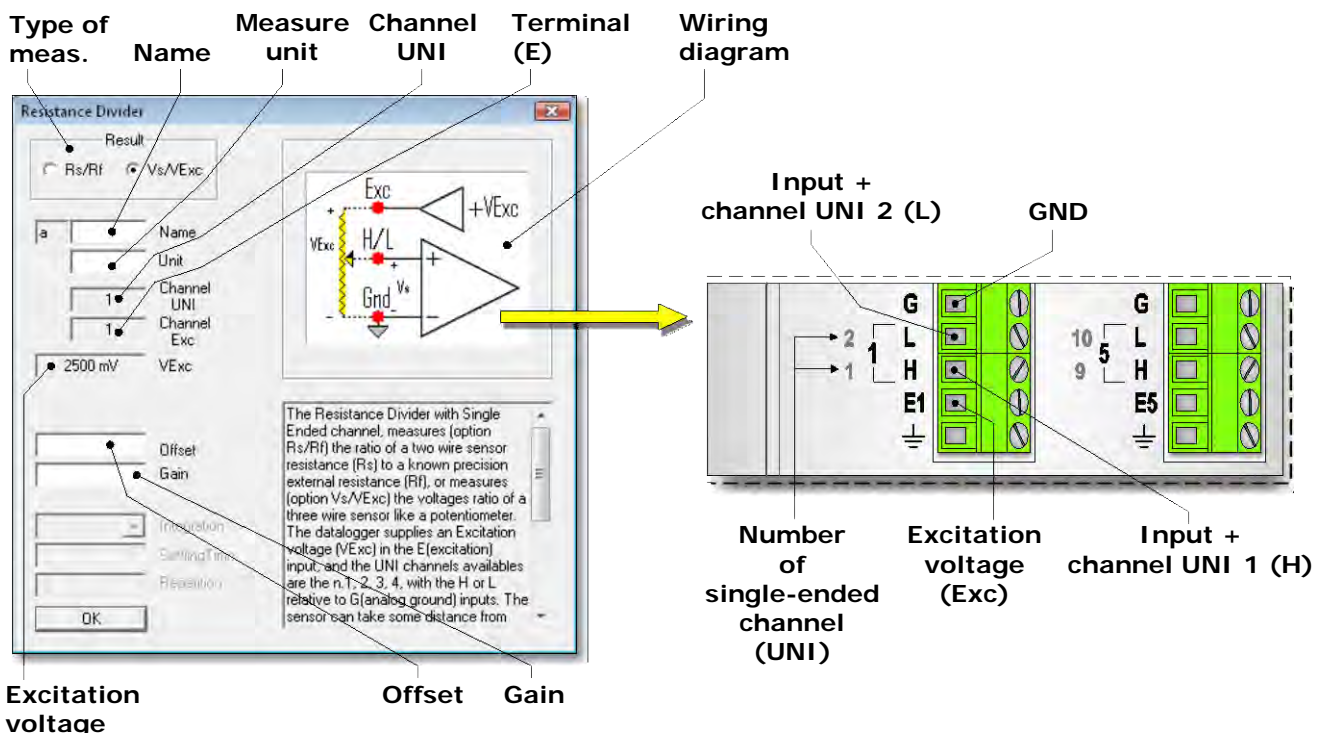 Type of
meas.
Name
Measure
unit
Channel
UNI
Terminal
(E)
Wiring
diagram
Resistance Divider
Result
Rs/Rf
Vs/VExc
a
Name
Unit
1
Channel
UNI
1
Channel
Exc
2500 mV
VExc
Offset
Gain
Integration
SettlingTime
Repetition
OK
Exc
+VExc
+
VExc
H/L
+
+
Gnd
Vs
-
-
-
The Resistance Divider with Single
Ended channel, measures (option
Rs/Rf) the ratio of a two wire sensor
resistance (Rs) to a known precision
external resistance (Rf), or measures
(option Vs/VExc) the voltages ratio of a
three wire sensor like a potentiometer.
The datalogger supplies an Excitation
voltage (VExc) in the E(excitation)
input, and the UNI channels available
are the n.1, 2, 3, 4, with the H or L
relative to G(analog ground) inputs. The
sensor can take some distance from
Excitation
voltage
Offset
Gain
Input +
channel UNI 2 (L)
GND
G
2
1
L
1
H
E1
G
10
5
L
9
H
E5
Number
of
single-ended
channel
(UNI)
Excitation
voltage
(Exc)
Input +
channel UNI 1 (H)